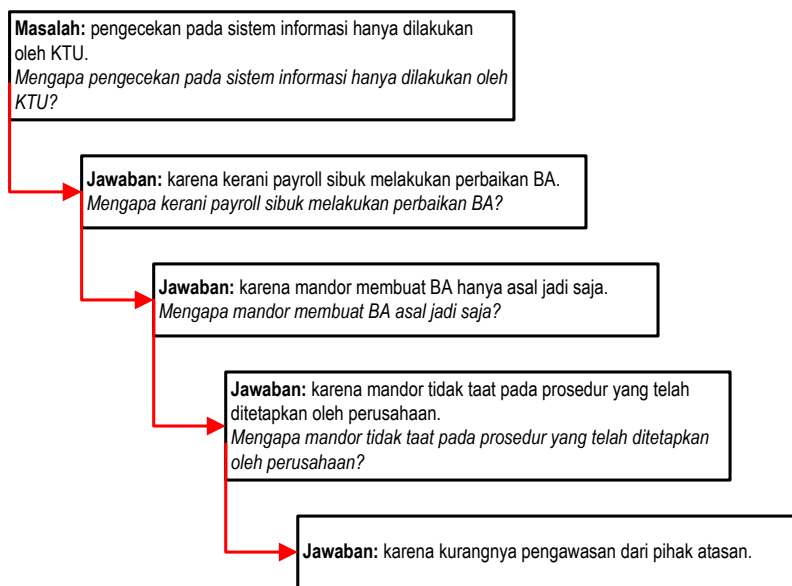 Masalah: pengecekan pada sistem informasi hanya dilakukan
oleh KTU.
Mengapa pengecekan pada sistem informasi hanya dilakukan oleh
KTU?
Jawaban: karena kerani payroll sibuk melakukan perbaikan BA.
Mengapa kerani payroll sibuk melakukan perbaikan BA?
Jawaban: karena mandor membuat BA hanya asal jadi saja.
Mengapa mandor membuat BA asal jadi saja?
Jawaban: karena mandor tidak taat pada prosedur yang telah
ditetapkan oleh perusahaan.
Mengapa mandor tidak taat pada prosedur yang telah ditetapkan
oleh perusahaan?
Jawaban: karena kurangnya pengawasan dari pihak atasan.